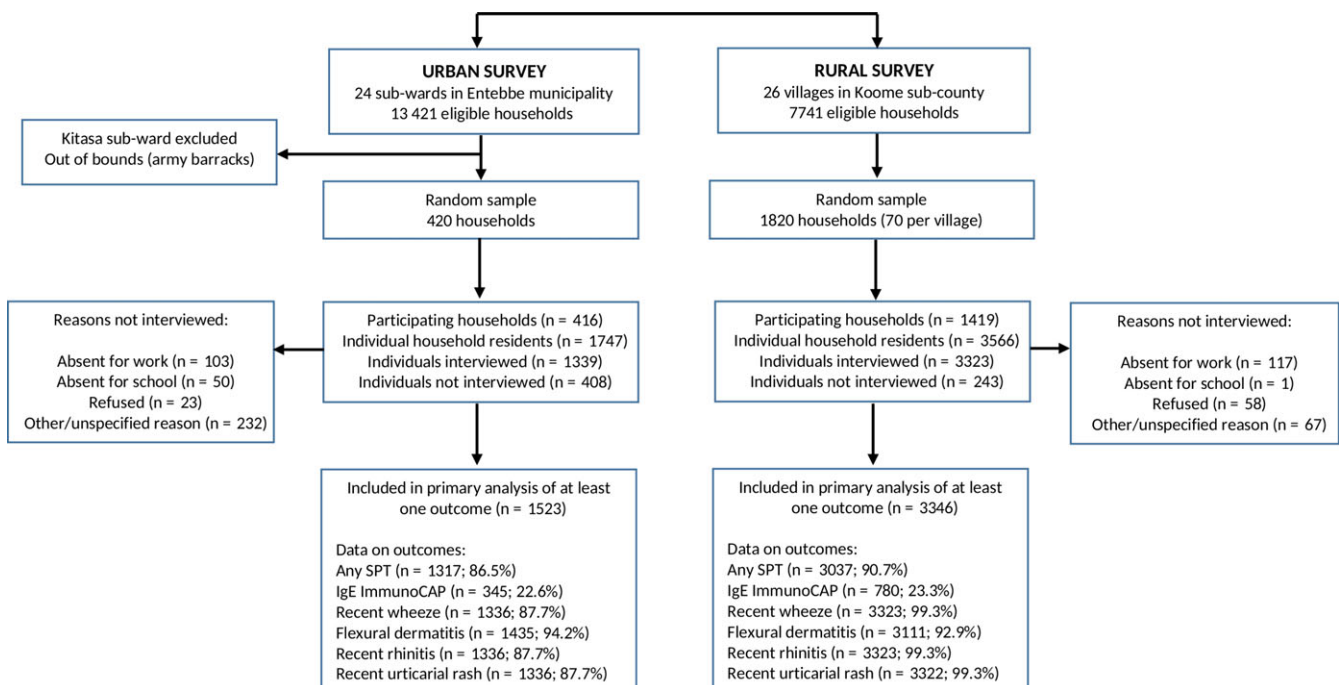 URBAN SURVEY
24 sub-wards in Entebbe municipality
13 421 eligible households
RURAL SURVEY
26 villages in Koome sub-county
7741 eligible households
Kitasa sub-ward excluded
Out of bounds (army barracks)
Random sample
420 households
Random sample
1820 households (70 per village)
Reasons not interviewed:
Absent for work (n = 103)
Absent for school (n = 50)
Refused (n = 23)
Other/unspecified reason (n = 232)
Participating households (n = 416)
Individual household residents (n = 1747)
Individuals interviewed (n = 1339)
Individuals not interviewed (n = 408)
Participating households (n = 1419)
Individual household residents (n = 3566)
Individuals interviewed (n = 3323)
Individuals not interviewed (n = 243)
Reasons not interviewed:
Absent for work (n = 117)
Absent for school (n = 1)
Refused (n = 58)
Other/unspecified reason (n = 67)
Included in primary analysis of at least
one outcome (n = 1523)
Data on outcomes:
Any SPT (n = 1317; 86.5%)
IgE ImmunoCAP (n = 345; 22.6%)
Recent wheeze (n = 1336; 87.7%)
Flexural dermatitis (n = 1435; 94.2%)
Recent rhinitis (n = 1336; 87.7%)
Recent urticarial rash (n = 1336; 87.7%)
Included in primary analysis of at least
one outcome (n = 3346)
Data on outcomes:
Any SPT (n = 3037; 90.7%)
IgE ImmunoCAP (n = 780; 23.3%)
Recent wheeze (n = 3323; 99.3%)
Flexural dermatitis (n = 3111; 92.9%)
Recent rhinitis (n = 3323; 99.3%)
Recent urticarial rash (n = 3322; 99.3%)